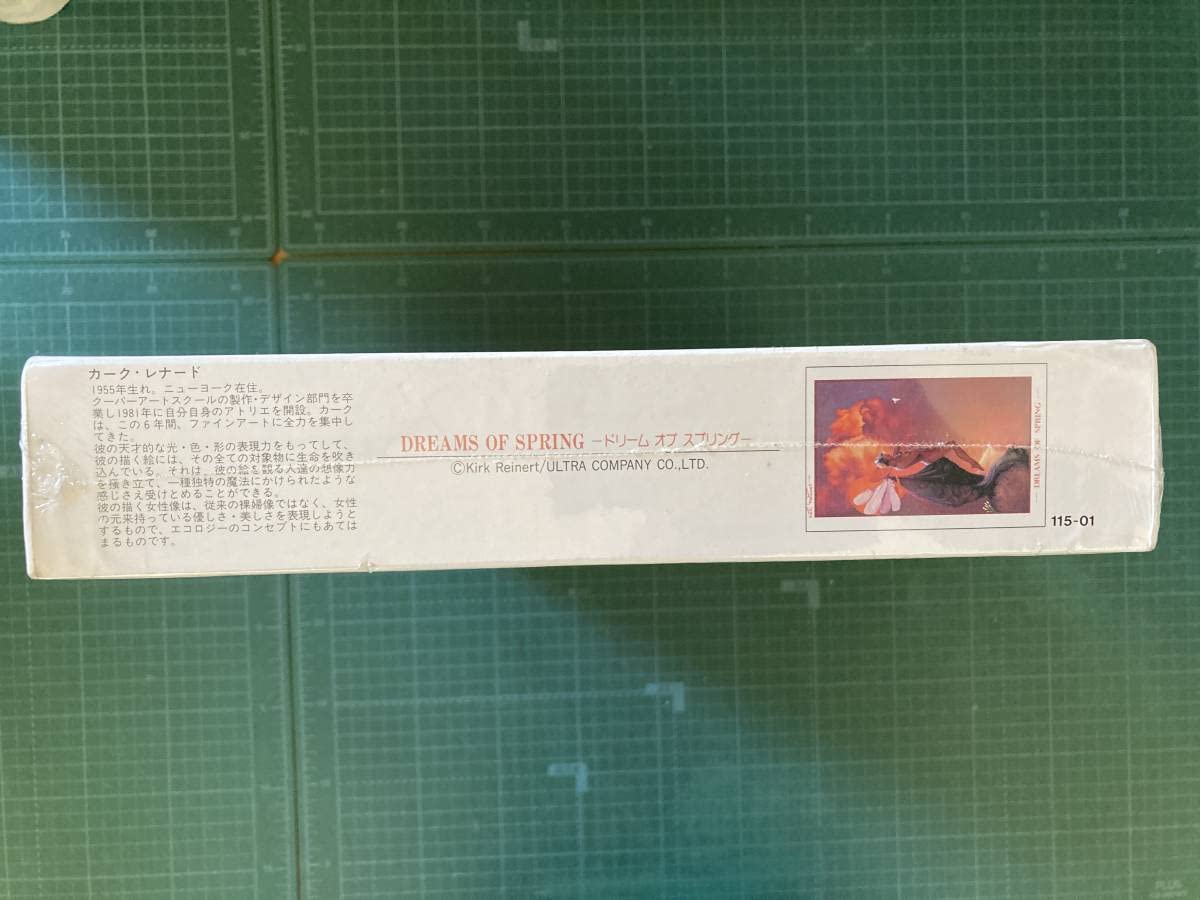 カーク・レナード
1955年生れ。ニューヨーク在住。
クーパーアートスクールの製作・デザイン部門を卒
業し1981年に自分自身のアトリエを開設。カーク
は、この6年間、ファインアートに全力を集中し
てきた。
彼の天才的な光・色・形の表現力をもってして、
彼の描く絵には、その全ての対象物に生命を吹き
込んでいる。それは、彼の絵を観る人達の想像力
を掻き立て、一種独特の魔法にかけられたような
感じさえ受けとめることができる。
彼の描く女性像は、従来の裸婦像ではなく、女性
の元来持っている優しさ・美しさを表現しようと
するもので、エコロジーのコンセプトにもあては
まるものです。
DREAMS OF SPRING −ドリーム オブ スプリング−
©Kirk Reinert/ULTRA COMPANY CO.,LTD.
DREAMS OF SPRING
115-01
PLUS